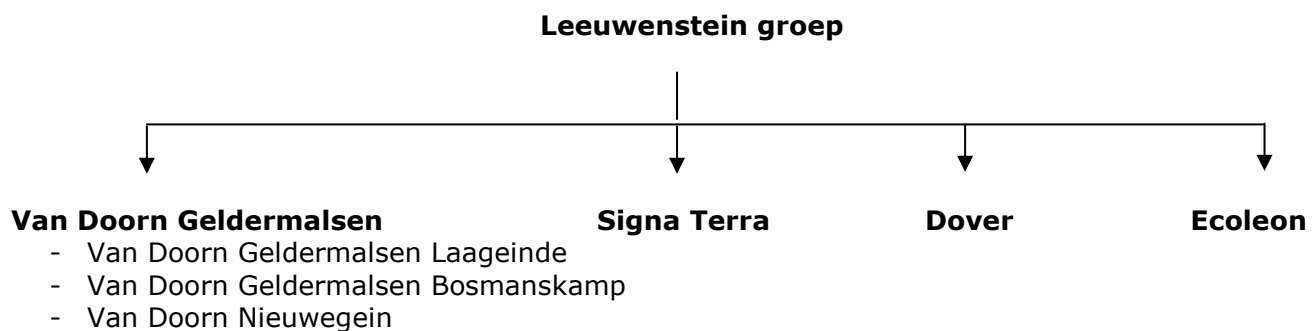 Leeuwenstein groep
Van Doorn Geldermalsen Signa Terra Dover Ecoleon
- Van Doorn Geldermalsen Laageinde
- Van Doorn Geldermalsen Bosmanskamp
- Van Doorn Nieuwegein